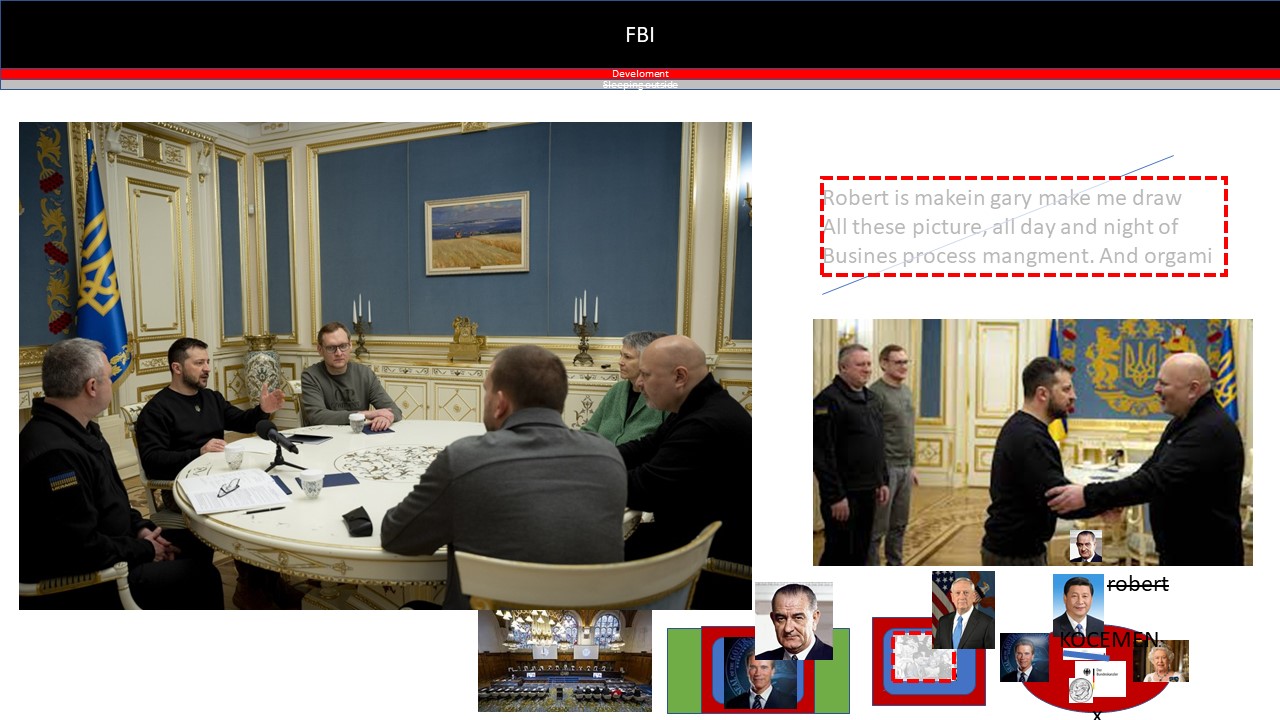 FBI
Develoment
Sleeping outside
Robert is makein gary make me draw
All these picture, all day and night of
Busines process mangment. And orgami
robert
KOCEMEN
x